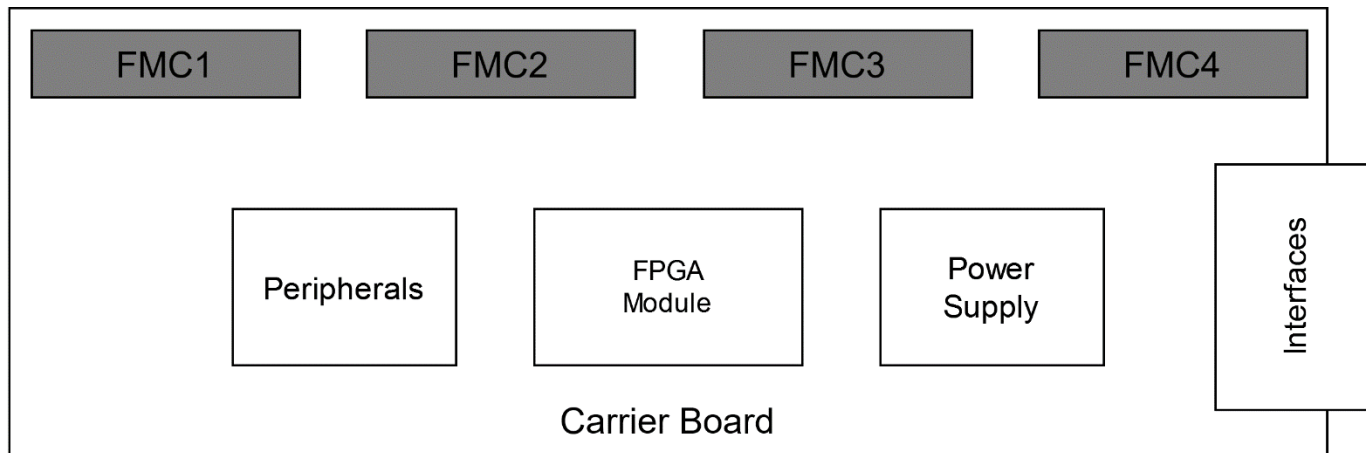 FMC1
FMC2
FMC3
FMC4
Peripherals
FPGA
Module
Power
Supply
Interfaces
Carrier Board